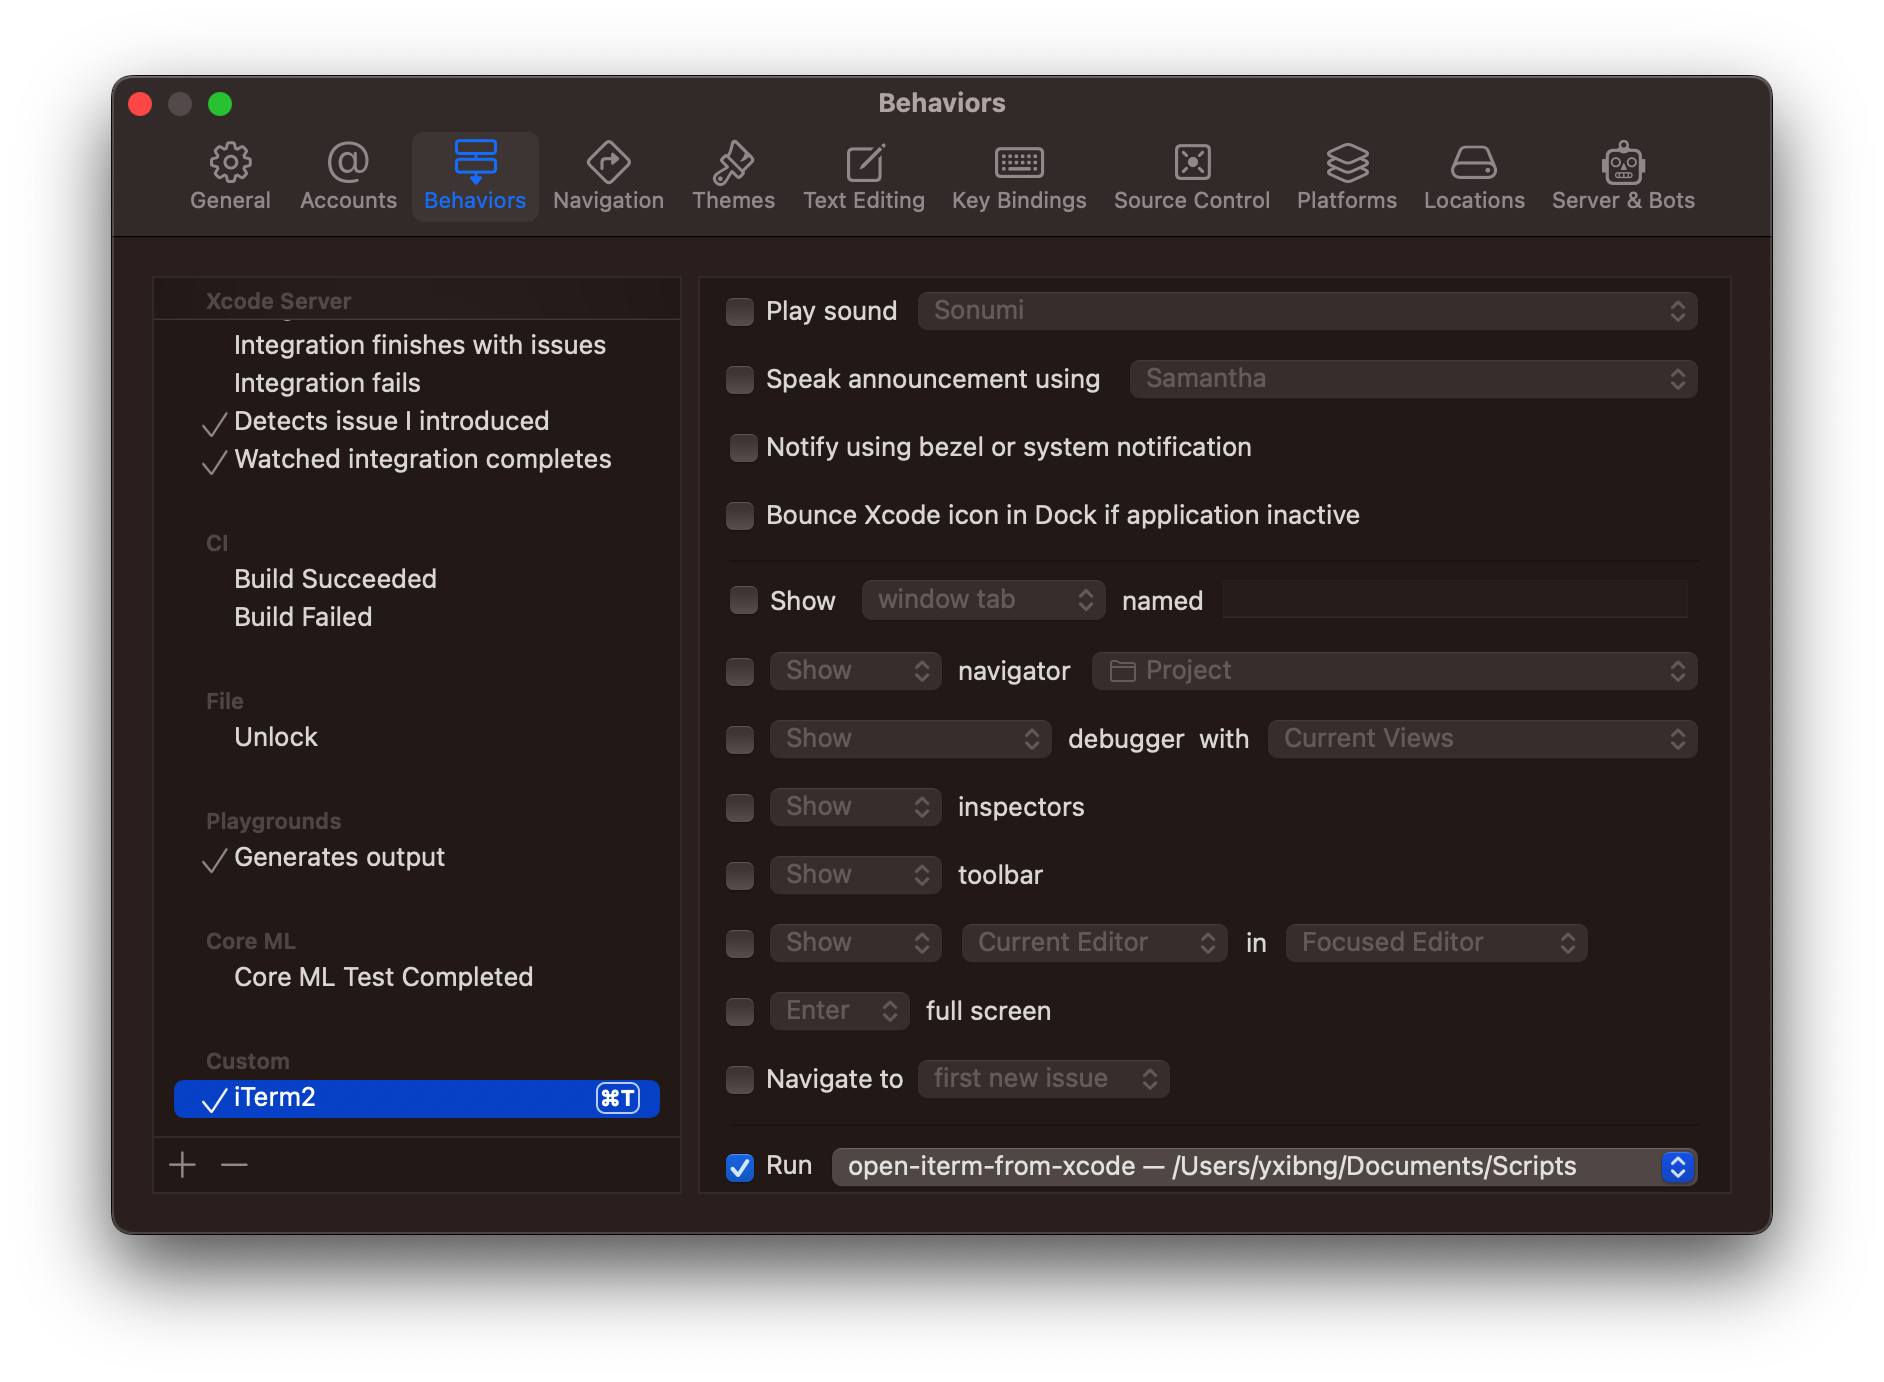 Behaviors
General
Accounts
Behaviors
Navigation
Themes
Text Editing
Key Bindings
Source Control
Platforms
Locations
Server & Bots
Xcode Server
Integration finishes with issues
Integration fails
Detects issue I introduced
Watched integration completes
CI
Build Succeeded
Build Failed
File
Unlock
Playgrounds
Generates output
Core ML
Core ML Test Completed
Custom
iTerm2 ⌘T
Play sound Sonumi
Speak announcement using Samantha
Notify using bezel or system notification
Bounce Xcode icon in Dock if application inactive
Show window tab named
Show navigator Project
Show debugger with Current Views
Show inspectors
Show toolbar
Show Current Editor in Focused Editor
Enter full screen
Navigate to first new issue
Run open-iterm-from-xcode — /Users/yxibng/Documents/Scripts